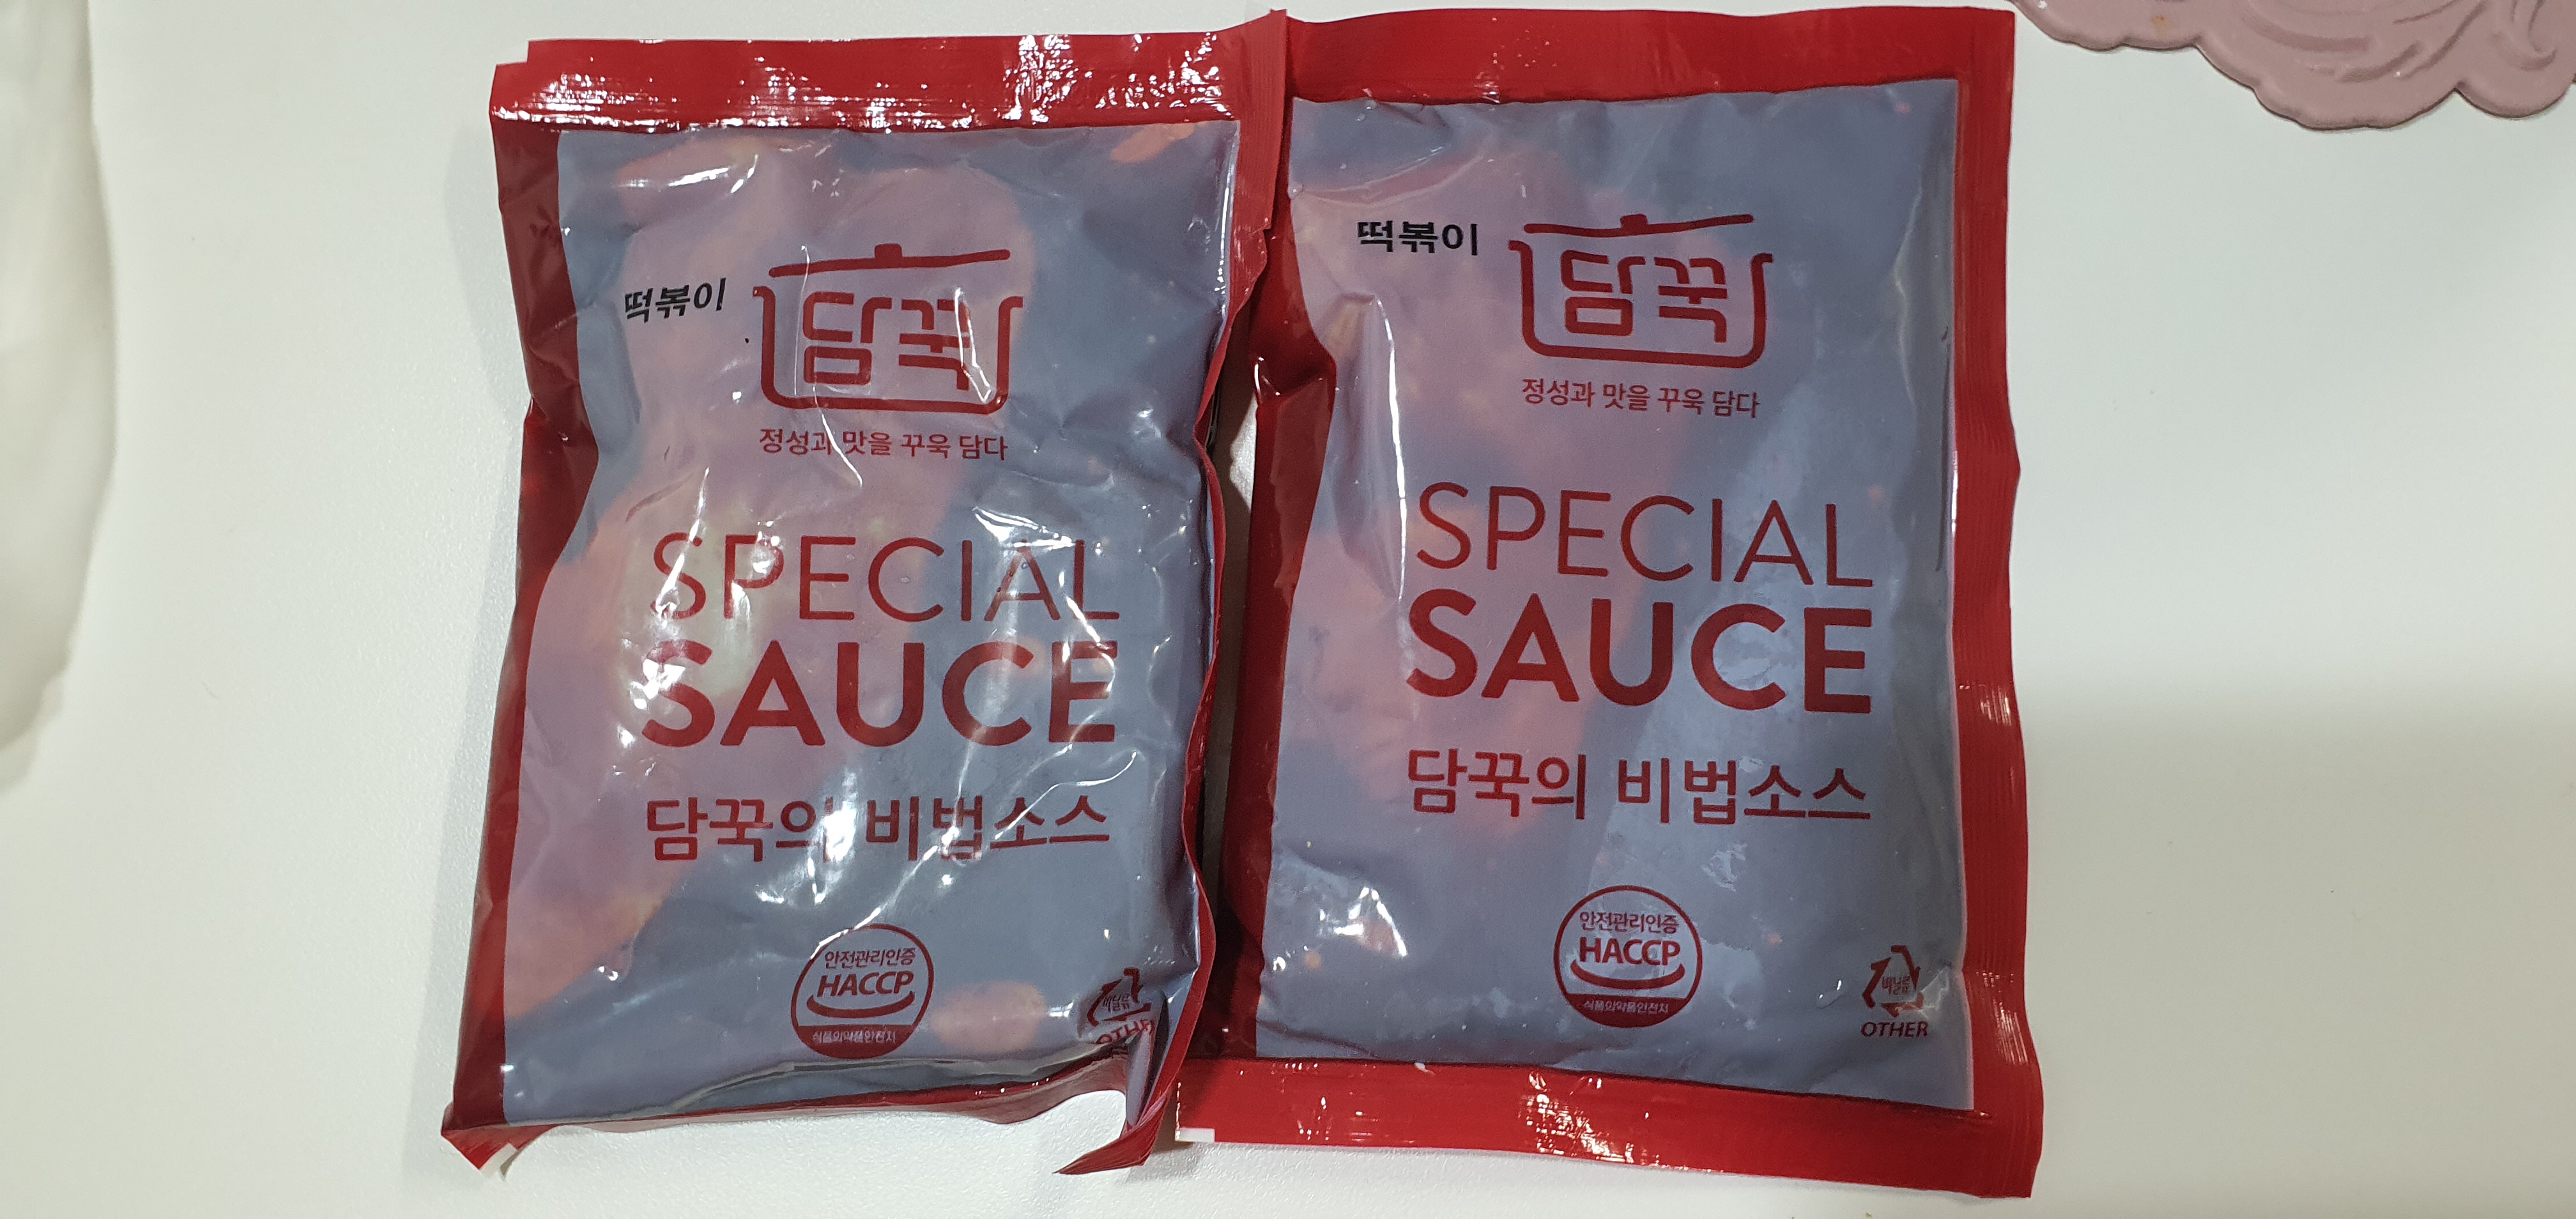 떡볶이
담꾹
정성과 맛을 꾸욱 담다
SPECIAL
SAUCE
담꾹의 비법소스
안전관리인증
HACCP
식품의약품안전처
비닐류
OTHER
떡볶이
담꾹
정성과 맛을 꾸욱 담다
SPECIAL
SAUCE
담꾹의 비법소스
안전관리인증
HACCP
식품의약품안전처
비닐류
OTHER